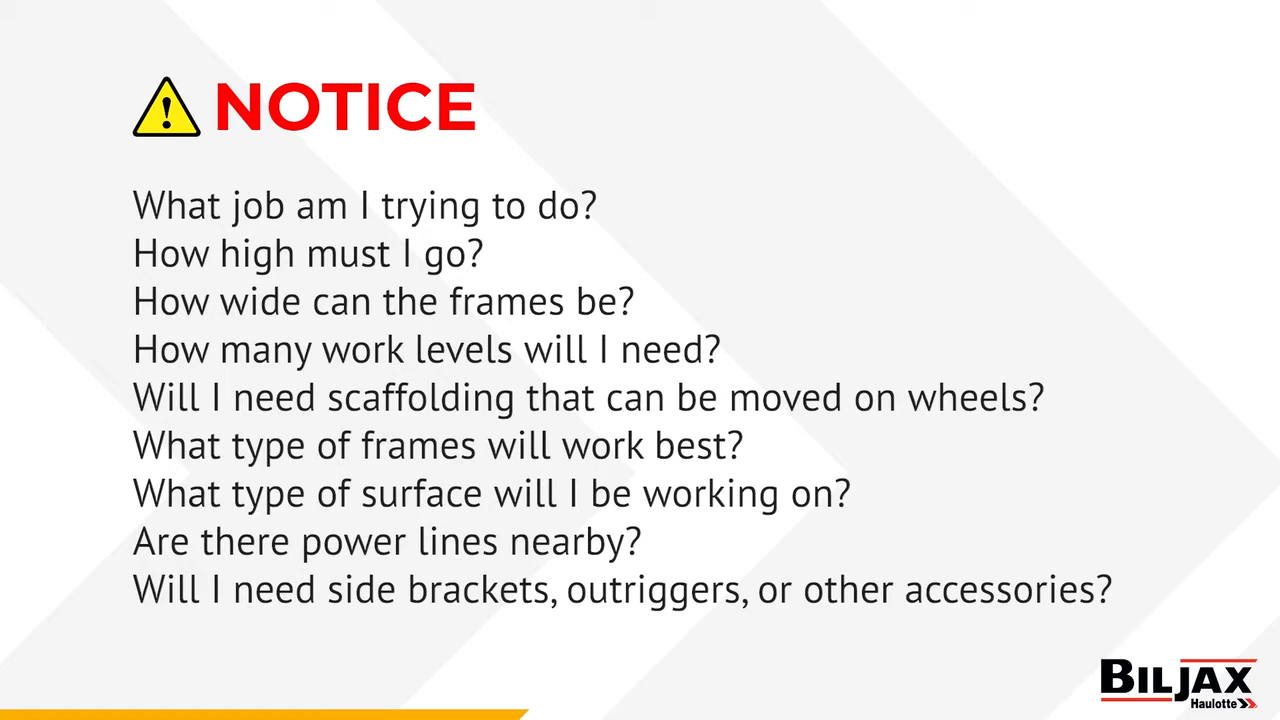 NOTICE
What job am I trying to do?
How high must I go?
How wide can the frames be?
How many work levels will I need?
Will I need scaffolding that can be moved on wheels?
What type of frames will work best?
What type of surface will I be working on?
Are there power lines nearby?
Will I need side brackets, outriggers, or other accessories?
BILJAX
Haulotte